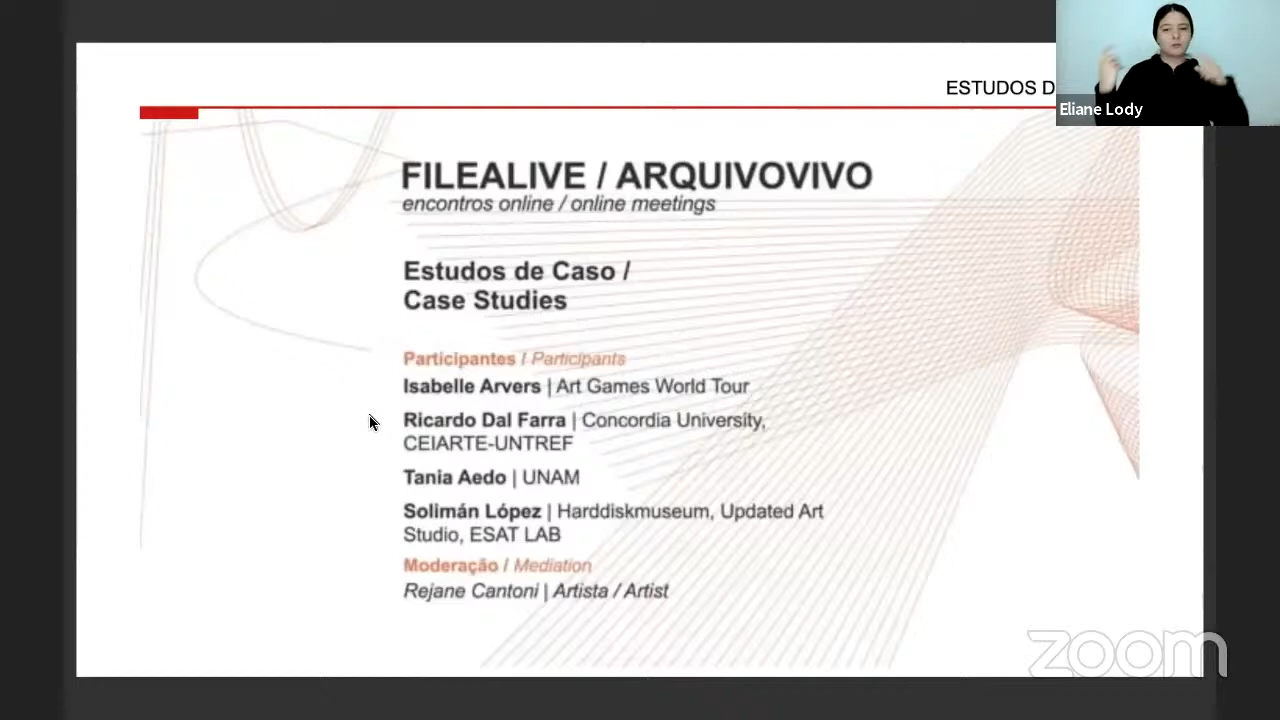 ESTUDOS D
Eliane Lody
FILEALIVE / ARQUIVOVIVO
encontros online / online meetings
Estudos de Caso /
Case Studies
Participantes / Participants
Isabelle Arvers | Art Games World Tour
Ricardo Dal Farra | Concordia University,
CEIARTE-UNTREF
Tania Aedo | UNAM
Solimán López | Harddiskmuseum, Updated Art
Studio, ESAT LAB
Moderação / Mediation
Rejane Cantoni | Artista / Artist
zoom